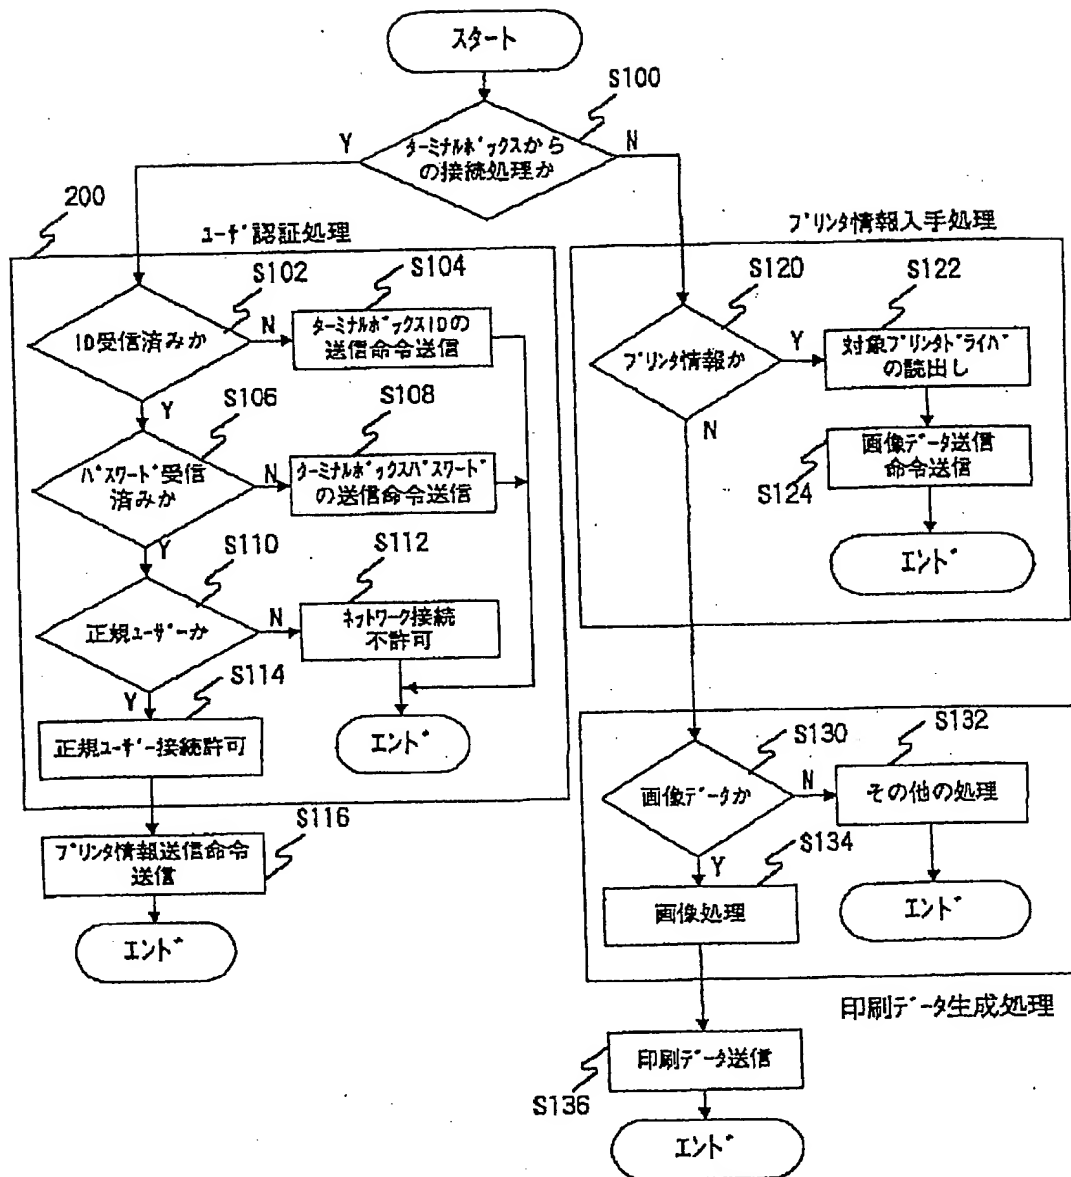 スタート
S100
ターミナルボックスから
の接続処理か
Y
N
200
ユーザ認証処理
S102
ID受信済みか
N
S104
ターミナルボックスIDの
送信命令送信
Y
S106
パスワード受信
済みか
N
S108
ターミナルボックスパスワード
の送信命令送信
Y
S110
正規ユーザーか
N
S112
ネットワーク接続
不許可
エンド
Y
S114
正規ユーザー接続許可
S116
プリンタ情報送信命令
送信
エンド
プリンタ情報入手処理
S120
プリンタ情報か
Y
S122
対象プリンタドライバ
の読出し
画像データ送信
命令送信
S124
エンド
N
S130
画像データか
N
S132
その他の処理
エンド
Y
S134
画像処理
印刷データ生成処理
印刷データ送信
S136
エンド